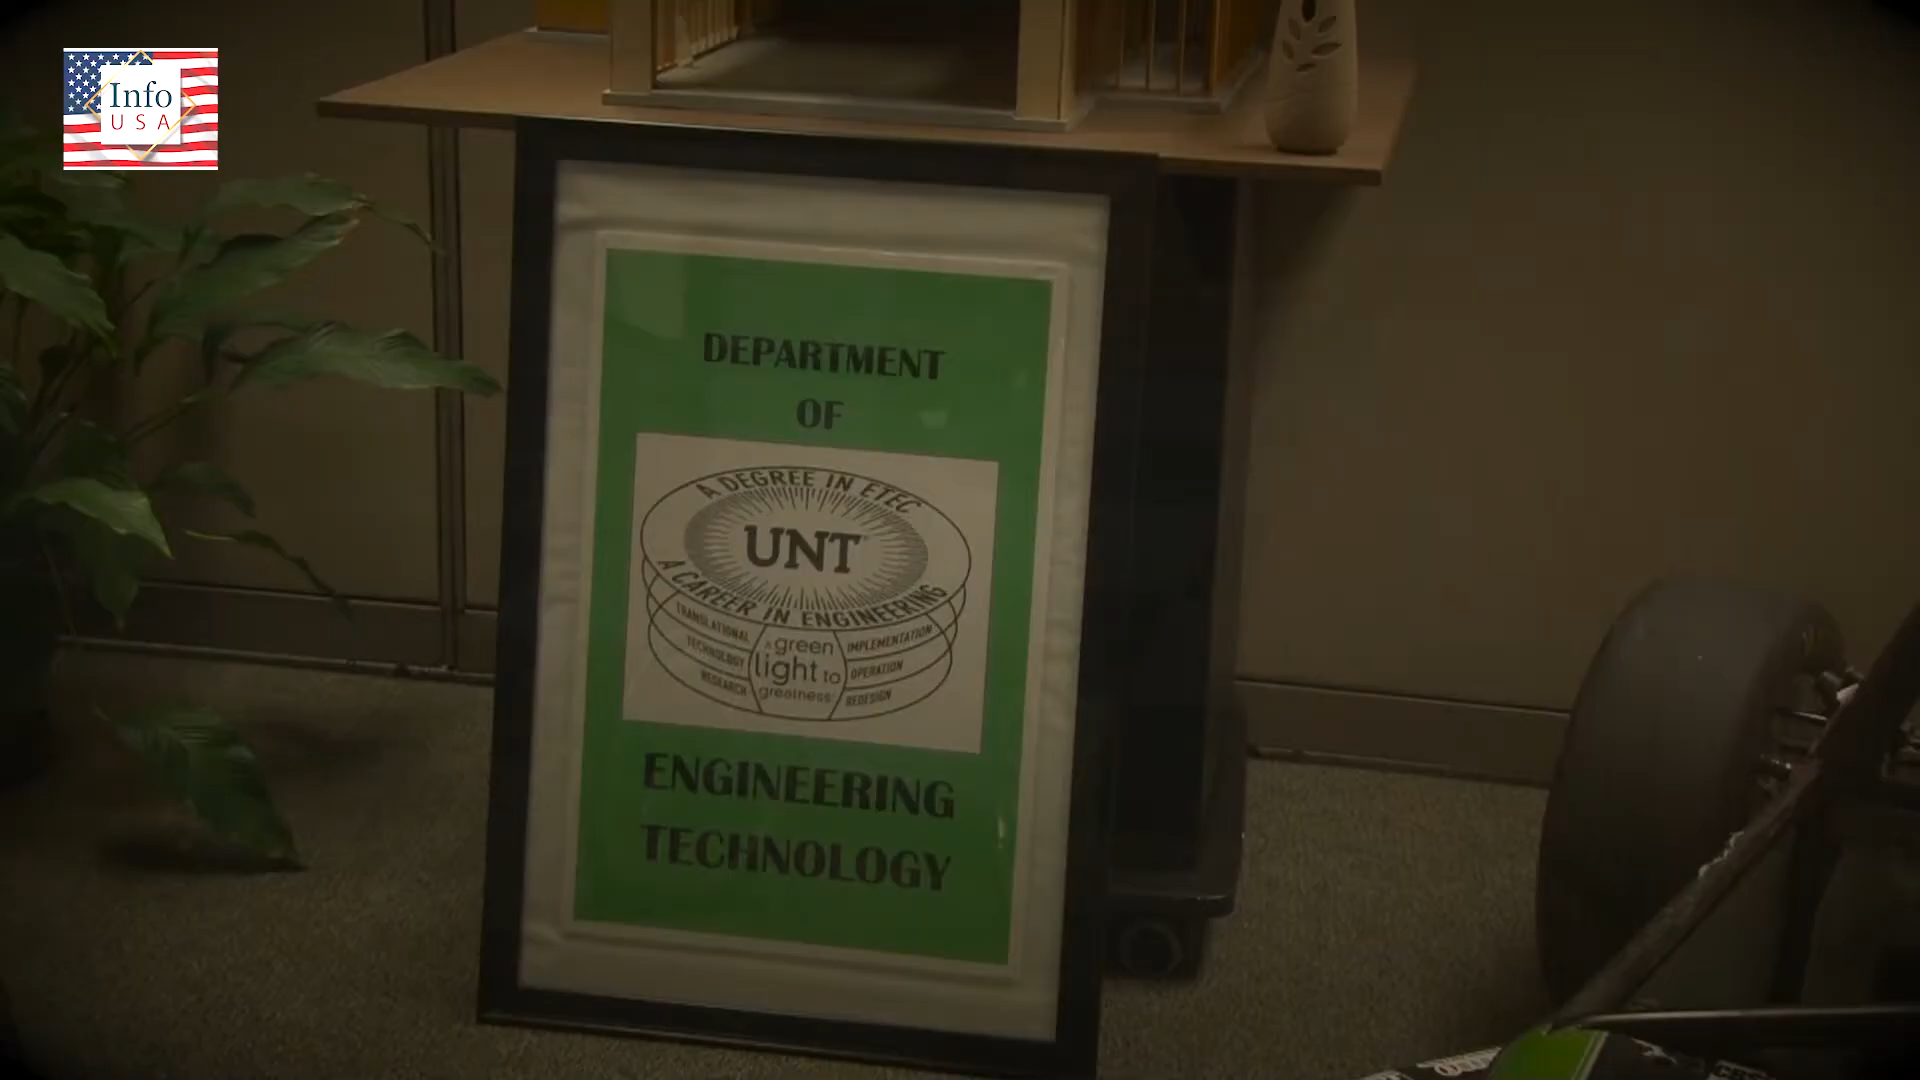 Info
USA
DEPARTMENT
OF
A DEGREE IN ETEC
UNT
A CAREER IN ENGINEERING
TRANSLATIONAL
TECHNOLOGY
RESEARCH
a green
light to
greatness
IMPLEMENTATION
OPERATION
REDESIGN
ENGINEERING
TECHNOLOGY